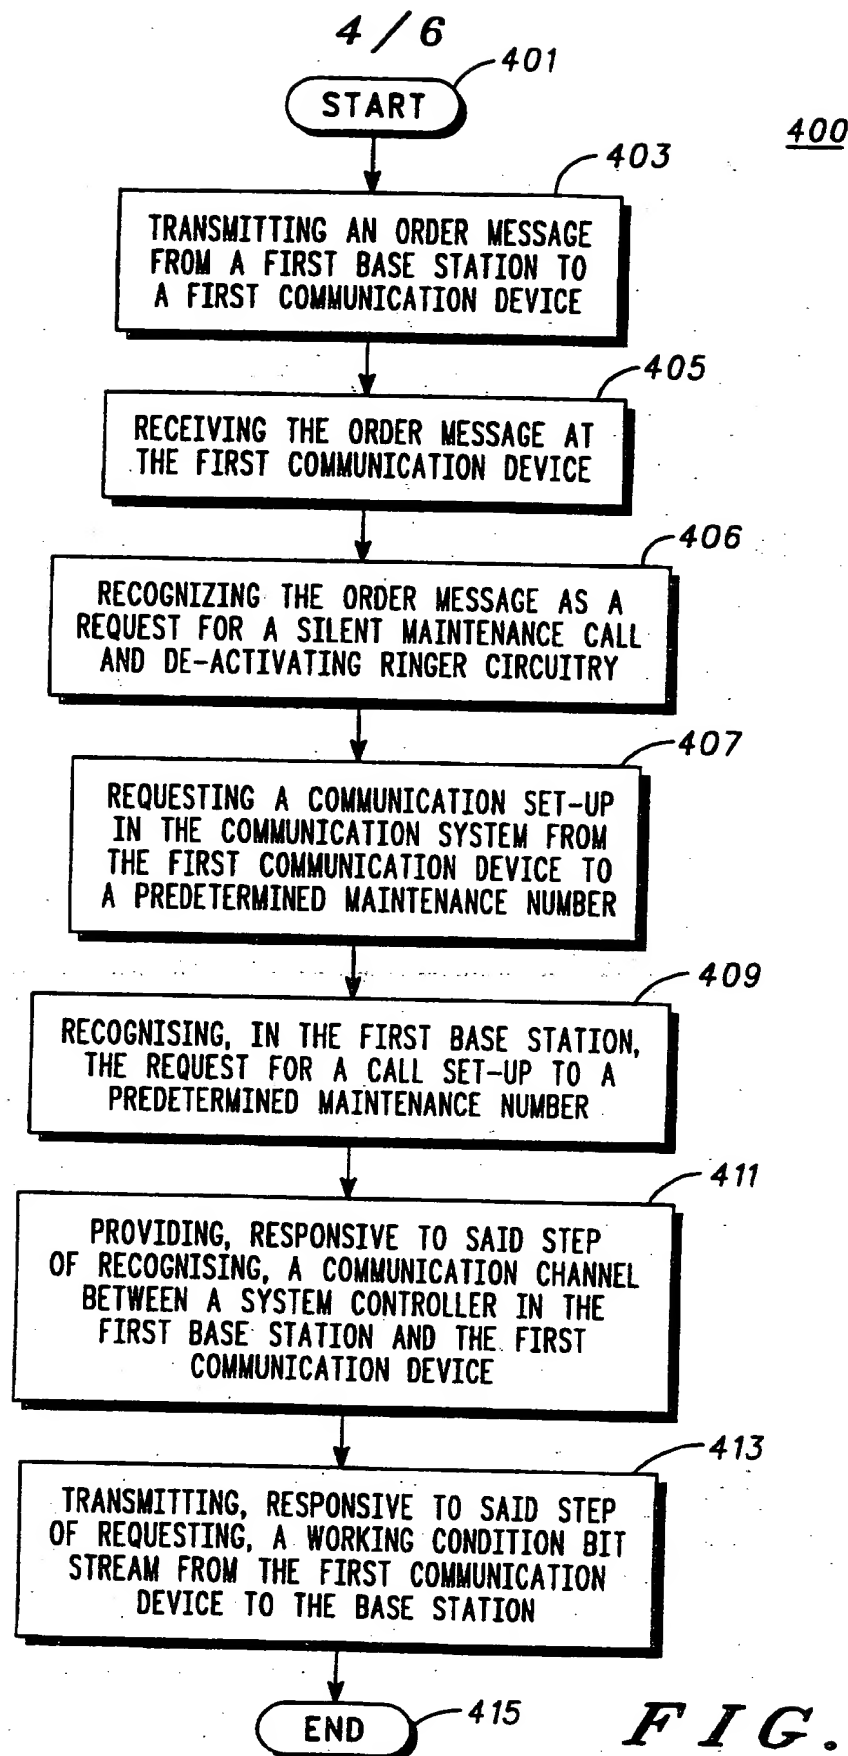 4/6
401
START
400
403
TRANSMITTING AN ORDER MESSAGE
FROM A FIRST BASE STATION TO
A FIRST COMMUNICATION DEVICE
405
RECEIVING THE ORDER MESSAGE AT
THE FIRST COMMUNICATION DEVICE
406
RECOGNIZING THE ORDER MESSAGE AS A
REQUEST FOR A SILENT MAINTENANCE CALL
AND DE-ACTIVATING RINGER CIRCUITRY
407
REQUESTING A COMMUNICATION SET-UP
IN THE COMMUNICATION SYSTEM FROM
THE FIRST COMMUNICATION DEVICE TO
A PREDETERMINED MAINTENANCE NUMBER
409
RECOGNISING, IN THE FIRST BASE STATION,
THE REQUEST FOR A CALL SET-UP TO A
PREDETERMINED MAINTENANCE NUMBER
411
PROVIDING, RESPONSIVE TO SAID STEP
OF RECOGNISING, A COMMUNICATION CHANNEL
BETWEEN A SYSTEM CONTROLLER IN THE
FIRST BASE STATION AND THE FIRST
COMMUNICATION DEVICE
413
TRANSMITTING, RESPONSIVE TO SAID STEP
OF REQUESTING, A WORKING CONDITION BIT
STREAM FROM THE FIRST COMMUNICATION
DEVICE TO THE BASE STATION
415
END
FIG.